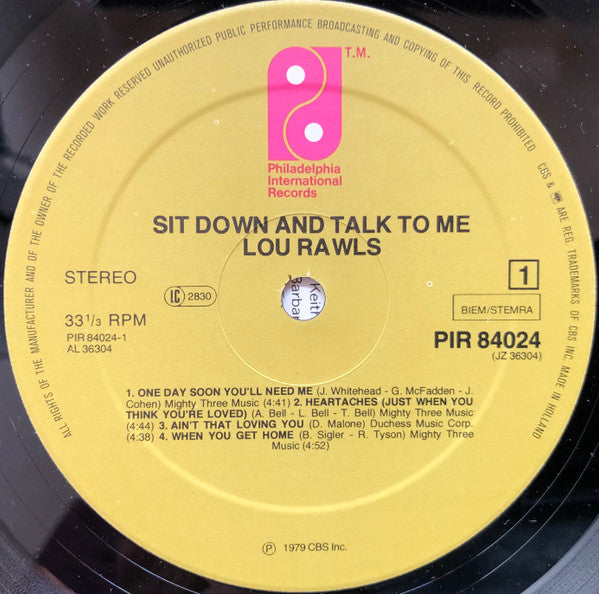 ALL RIGHTS OF THE MANUFACTURER AND OF THE OWNER OF THE RECORDED WORK RESERVED UNAUTHORIZED PUBLIC PERFORMANCE BROADCASTING AND COPYING OF THIS RECORD PROHIBITED CBS & ARE REG. TRADEMARKS OF CBS INC. MADE IN HOLLAND
T.M.
Philadelphia
International
Records
SIT DOWN AND TALK TO ME
LOU RAWLS
STEREO
LC 2830
33 1/3 RPM
PIR 84024-1
AL 36304
Keith
Barbar
1
BIEM/STEMRA
PIR 84024
(JZ 36304)
1. ONE DAY SOON YOU'LL NEED ME (J. Whitehead - G. McFadden - J.
Cohen) Mighty Three Music (4:41) 2. HEARTACHES (JUST WHEN YOU
THINK YOU'RE LOVED) (A. Bell - L. Bell - T. Bell) Mighty Three Music
(4:44) 3. AIN'T THAT LOVING YOU (D. Malone) Duchess Music Corp.
(4:38) 4. WHEN YOU GET HOME (B. Sigler - R. Tyson) Mighty Three
Music (4:52)
Ⓟ 1979 CBS Inc.